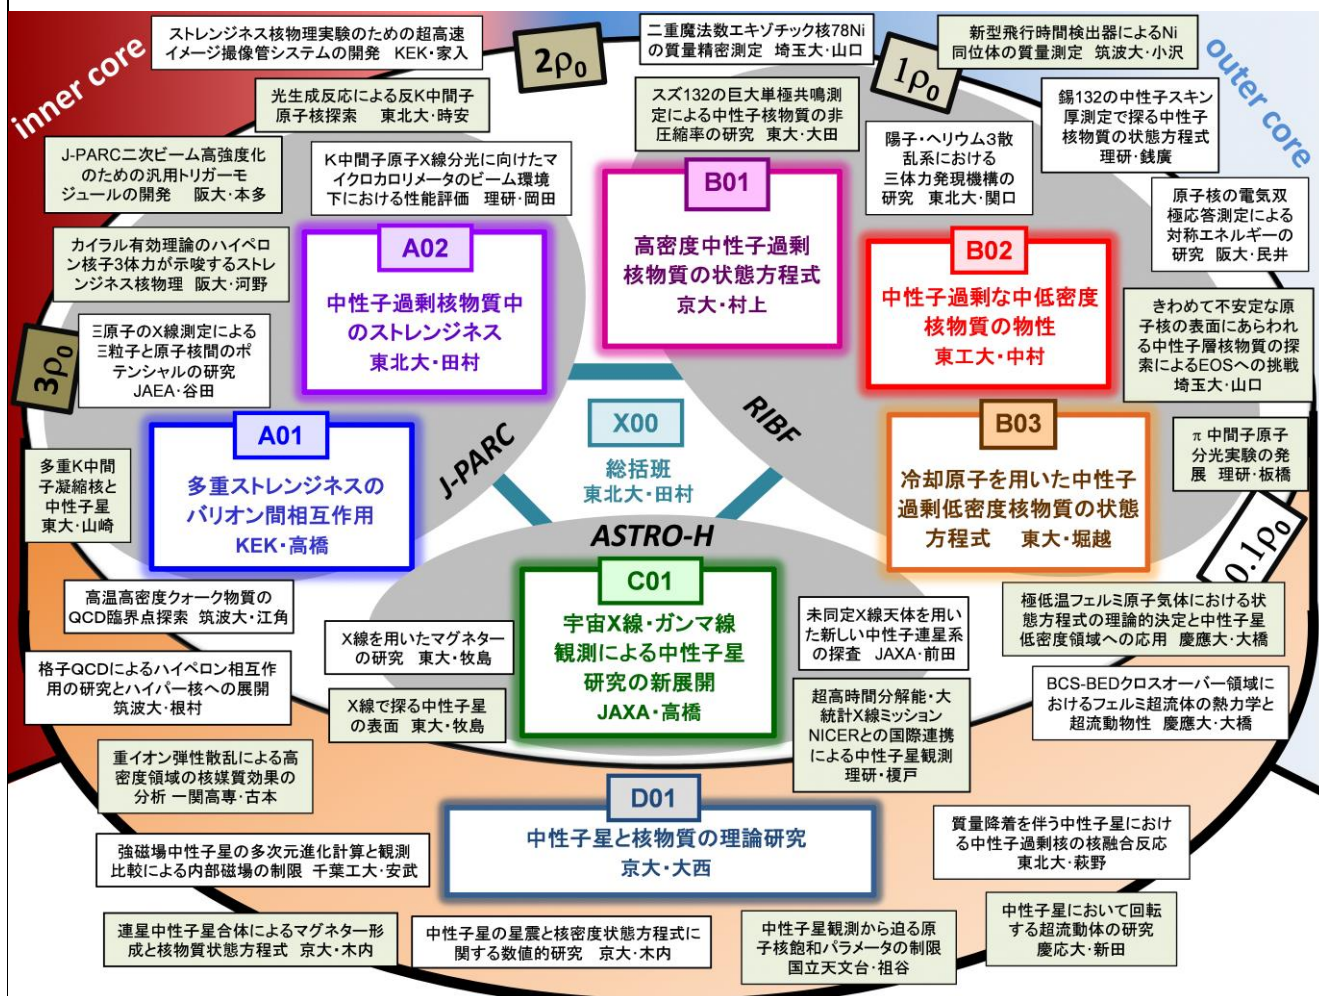 ストレンジネス核物理実験のための超高速
イメージ撮像管システムの開発 KEK・家入
2ρ₀
二重魔法数エキゾチック核78Ni
の質量精密測定 埼玉大・山口
1ρ₀
新型飛行時間検出器によるNi
同位体の質量測定 筑波大・小沢
inner core
outer core
光生成反応による反K中間子
原子核探索 東北大・時安
スズ132の巨大単極共鳴測
定による中性子核物質の非
圧縮率の研究 東大・大田
錫132の中性子スキン
厚測定で探る中性子
核物質の状態方程式
理研・銭廣
J-PARC二次ビーム高強度化
のための汎用トリガーモ
ジュールの開発 阪大・本多
K中間子原子X線分光に向けたマ
イクロカロリメータのビーム環境
下における性能評価 理研・岡田
陽子・ヘリウム3散
乱系における
三体力発現機構の
研究 東北大・関口
原子核の電気双
極応答測定による
対称エネルギーの
研究 阪大・民井
カイラル有効理論のハイペロ
ン核子3体力が示唆するストレ
ンジネス核物理 阪大・河野
A02
中性子過剰核物質中
のストレンジネス
東北大・田村
B01
高密度中性子過剰
核物質の状態方程式
京大・村上
B02
中性子過剰な中低密度
核物質の物性
東工大・中村
きわめて不安定な原
子核の表面にあらわれ
る中性子層核物質の探
索によるEOSへの挑戦
埼玉大・山口
3ρ₀
Ξ原子のX線測定による
Ξ粒子と原子核間のポ
テンシャルの研究
JAEA・谷田
A01
多重ストレンジネスの
バリオン間相互作用
KEK・高橋
J-PARC
X00
総括班
東北大・田村
RIBF
B03
冷却原子を用いた中性子
過剰低密度核物質の状態
方程式 東大・堀越
π中間子原子
分光実験の発
展 理研・板橋
多重K中間
子凝縮核と
中性子星
東大・山崎
0.1ρ₀
ASTRO-H
C01
宇宙X線・ガンマ線
観測による中性子星
研究の新展開
JAXA・高橋
高温高密度クォーク物質の
QCD臨界点探索 筑波大・江角
X線を用いたマグネター
の研究 東大・牧島
未同定X線天体を用い
た新しい中性子連星系
の探査 JAXA・前田
極低温フェルミ原子気体における状
態方程式の理論的決定と中性子星
低密度領域への応用 慶應大・大橋
格子QCDによるハイペロン相互作
用の研究とハイパー核への展開
筑波大・根村
X線で探る中性子星
の表面 東大・牧島
超高時間分解能・大
統計X線ミッション
NICERとの国際連携
による中性子星観測
理研・榎戸
BCS-BEDクロスオーバー領域に
おけるフェルミ超流体の熱力学と
超流動物性 慶應大・大橋
重イオン弾性散乱による高
密度領域の核媒質効果の
分析 一関高専・古本
D01
中性子星と核物質の理論研究
京大・大西
強磁場中性子星の多次元進化計算と観測
比較による内部磁場の制限 千葉工大・安武
質量降着を伴う中性子星におけ
る中性子過剰核の核融合反応
東北大・萩野
連星中性子星合体によるマグネター形
成と核物質状態方程式 京大・木内
中性子星の星震と核密度状態方程式に
関する数値的研究 京大・木内
中性子星観測から迫る原
子核飽和パラメータの制限
国立天文台・祖谷
中性子星において回転
する超流動体の研究
慶応大・新田